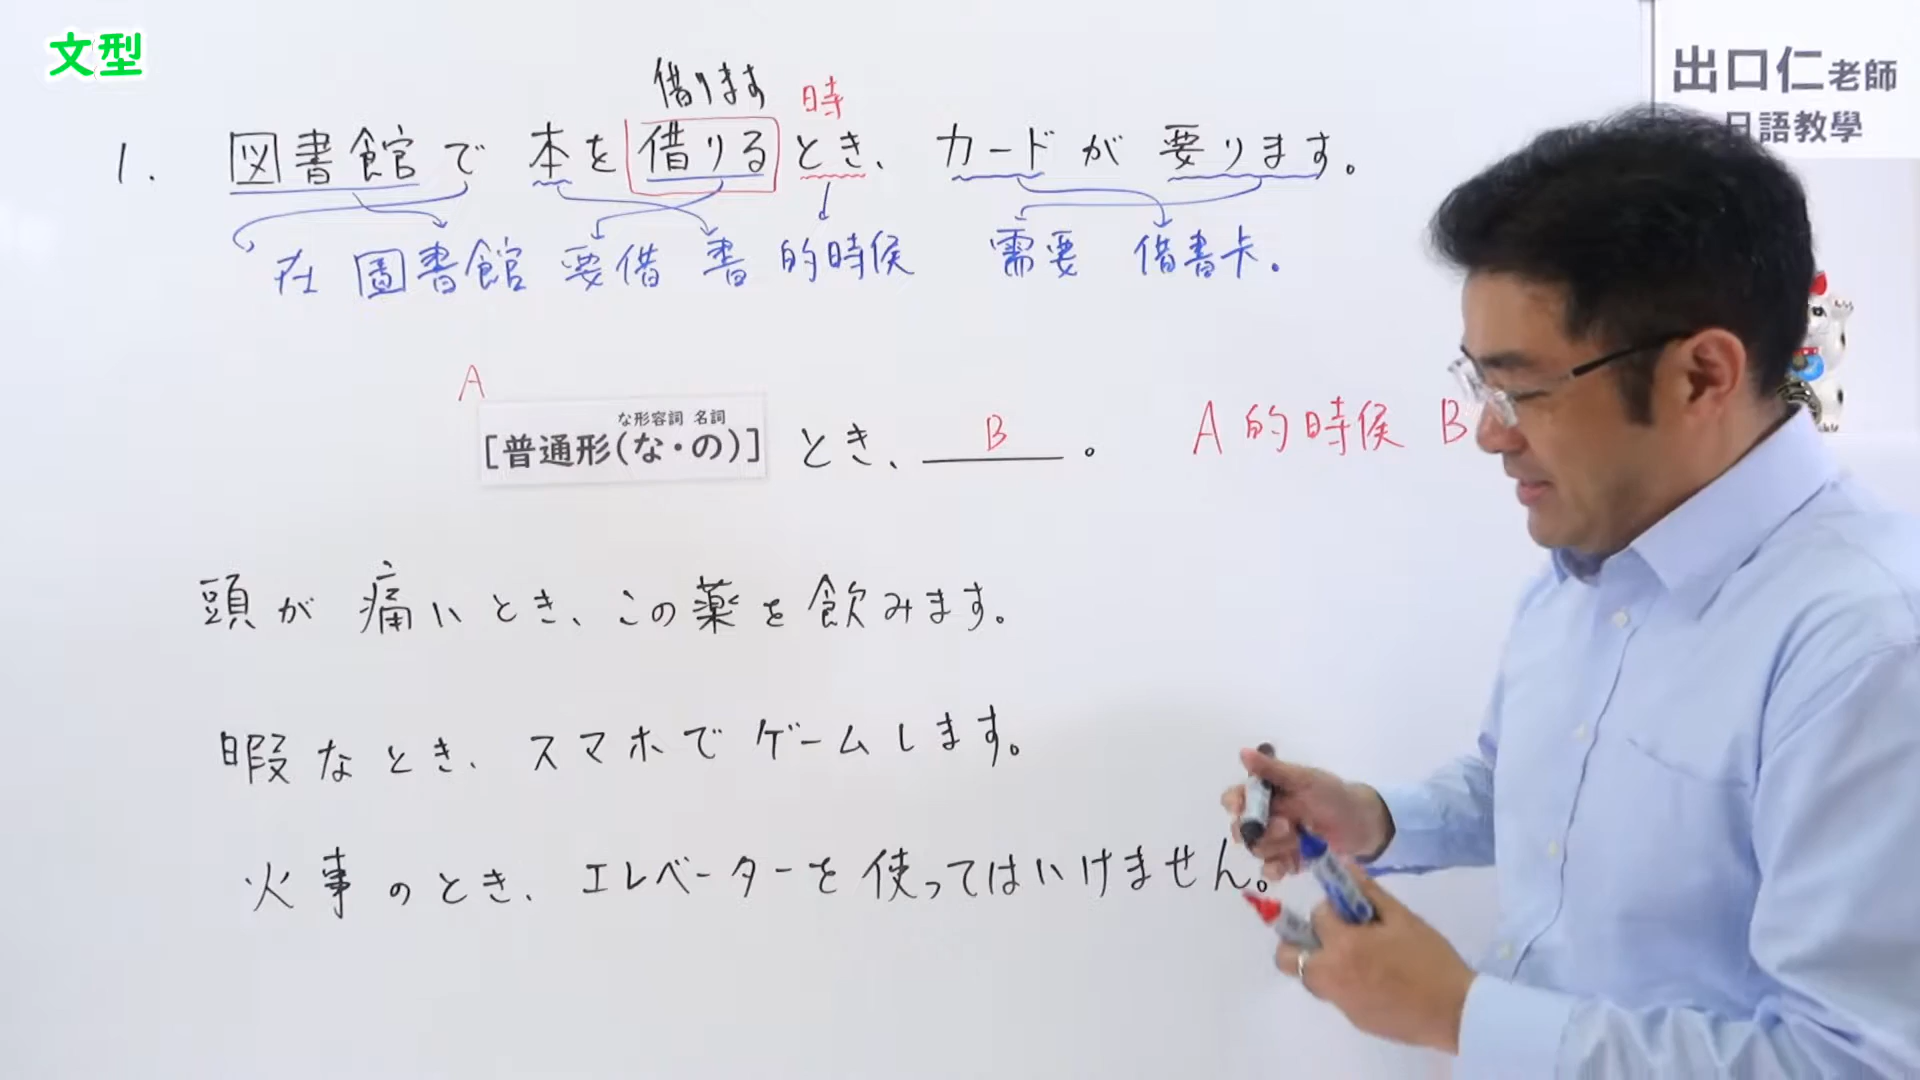 文型
出口仁老師
日語教學
借ります 時
1. 図書館で 本を借りるとき、カードが要ります。
在圖書館 要借 書 的時候 需要 借書卡.
A
な形容詞 名詞
[普通形(な・の)] とき、 B 。 A的時候 B
頭が痛いとき、この薬を飲みます。
暇なとき、スマホでゲームします。
火事のとき、エレベーターを使ってはいけません。